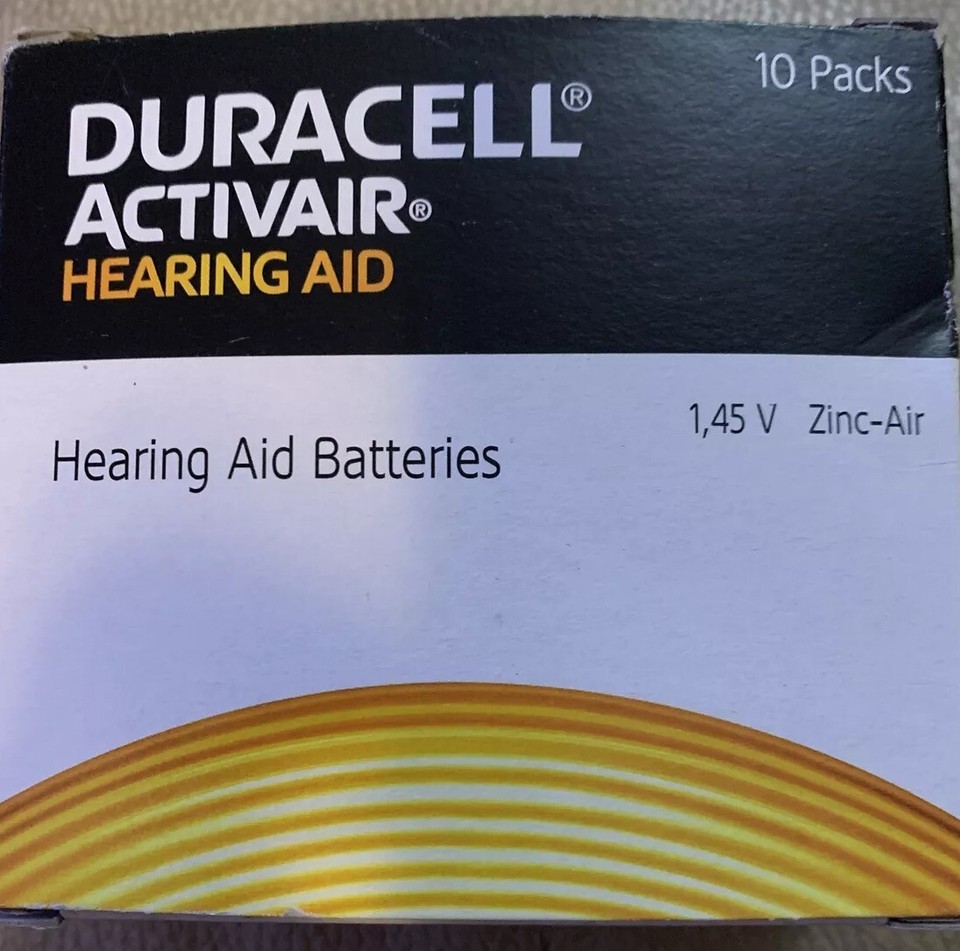 10 Packs
DURACELL®
ACTIVAIR®
HEARING AID
1,45 V Zinc-Air
Hearing Aid Batteries